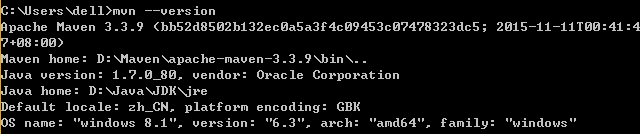 C:\Users\dell>mvn --version
Apache Maven 3.3.9 (bb52d8502b132ec0a5a3f4c09453c07478323dc5; 2015-11-11T00:41:4
7+08:00)
Maven home: D:\Maven\apache-maven-3.3.9\bin\..
Java version: 1.7.0_80, vendor: Oracle Corporation
Java home: D:\Java\JDK\jre
Default locale: zh_CN, platform encoding: GBK
OS name: "windows 8.1", version: "6.3", arch: "amd64", family: "windows"